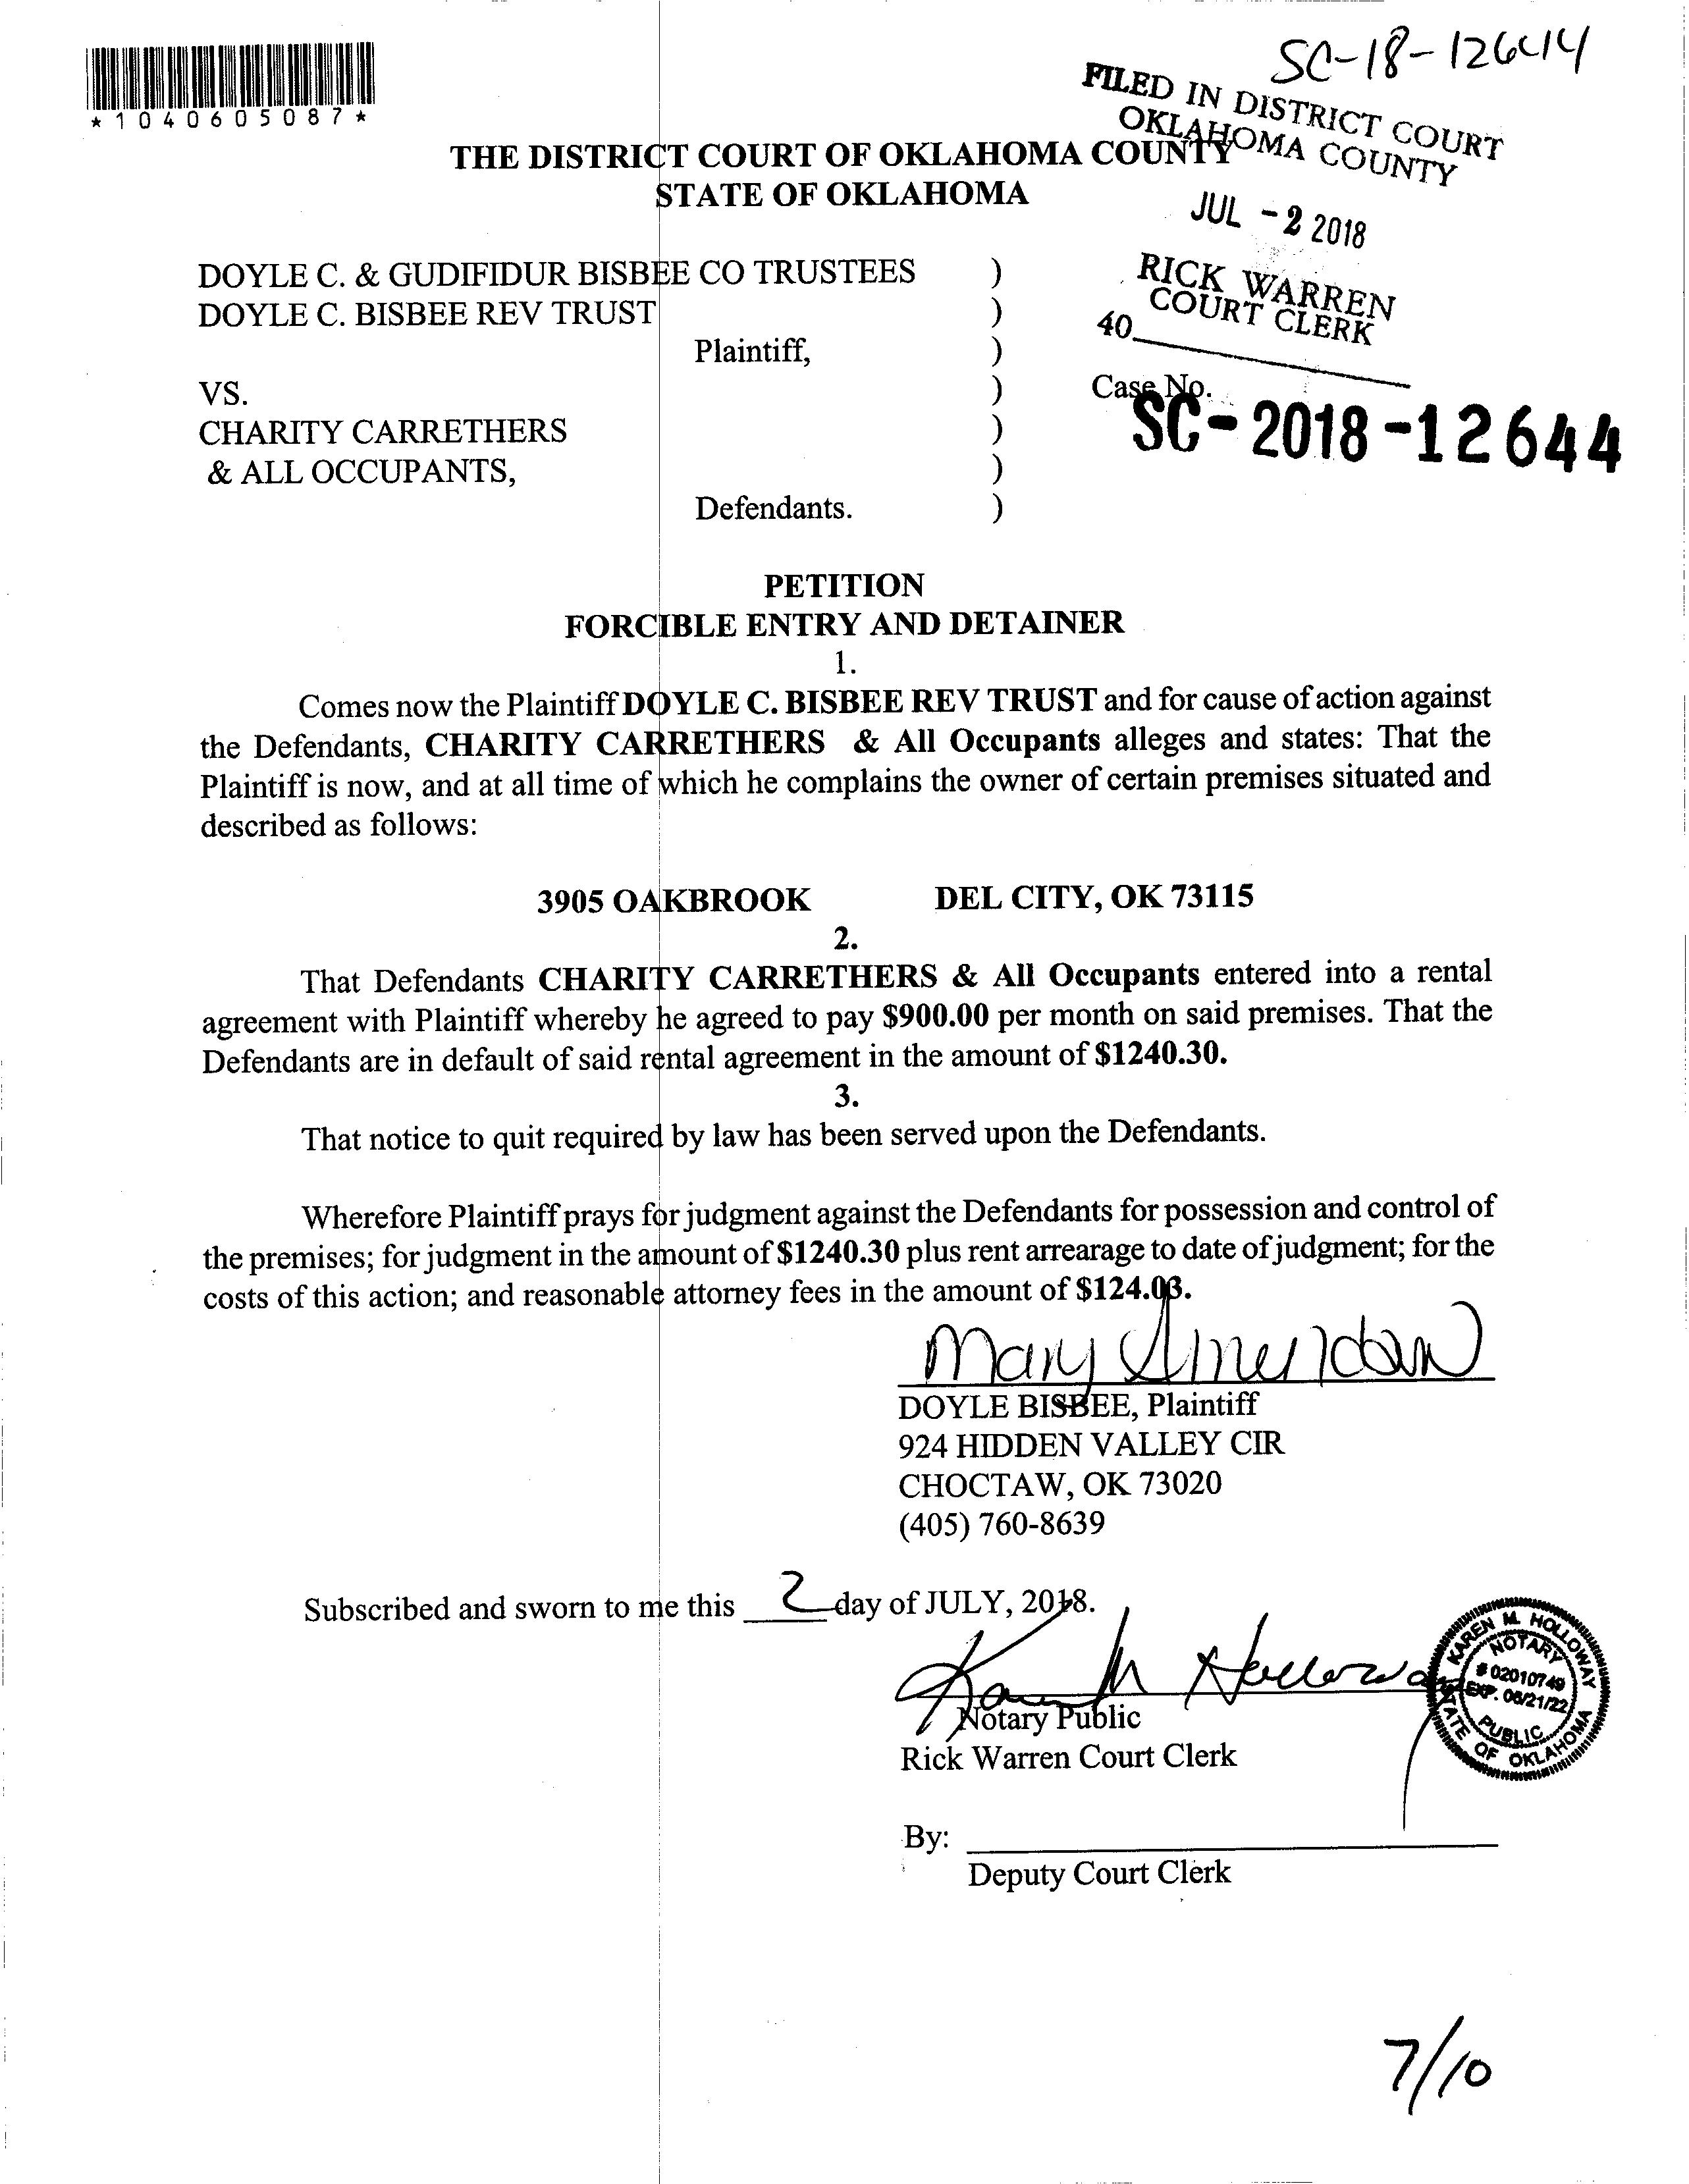 SC-18-12644
*1040605087*
FILED IN DISTRICT COURT
OKLAHOMA COUNTY
THE DISTRICT COURT OF OKLAHOMA COUNTY
STATE OF OKLAHOMA
JUL -2 2018
RICK WARREN
COURT CLERK
40
DOYLE C. & GUDIFIDUR BISBEE CO TRUSTEES )
DOYLE C. BISBEE REV TRUST )
Plaintiff, )
VS. ) Case No.
SC-2018-12644
CHARITY CARRETHERS )
& ALL OCCUPANTS, )
Defendants. )
PETITION
FORCIBLE ENTRY AND DETAINER
1.
Comes now the Plaintiff DOYLE C. BISBEE REV TRUST and for cause of action against
the Defendants, CHARITY CARRETHERS & All Occupants alleges and states: That the
Plaintiff is now, and at all time of which he complains the owner of certain premises situated and
described as follows:
3905 OAKBROOK DEL CITY, OK 73115
2.
That Defendants CHARITY CARRETHERS & All Occupants entered into a rental
agreement with Plaintiff whereby he agreed to pay $900.00 per month on said premises. That the
Defendants are in default of said rental agreement in the amount of $1240.30.
3.
That notice to quit required by law has been served upon the Defendants.
Wherefore Plaintiff prays for judgment against the Defendants for possession and control of
the premises; for judgment in the amount of $1240.30 plus rent arrearage to date of judgment; for the
costs of this action; and reasonable attorney fees in the amount of $124.03.
Mary
DOYLE BISBEE, Plaintiff
924 HIDDEN VALLEY CIR
CHOCTAW, OK 73020
(405) 760-8639
Subscribed and sworn to me this 2 day of JULY, 2018.
Karen M Holloway
Notary Public
Rick Warren Court Clerk
KAREN M. HOLLOWAY
NOTARY
# 02010749
EXP. 06/21/22
PUBLIC
STATE OF OKLAHOMA
By:
Deputy Court Clerk
7/10